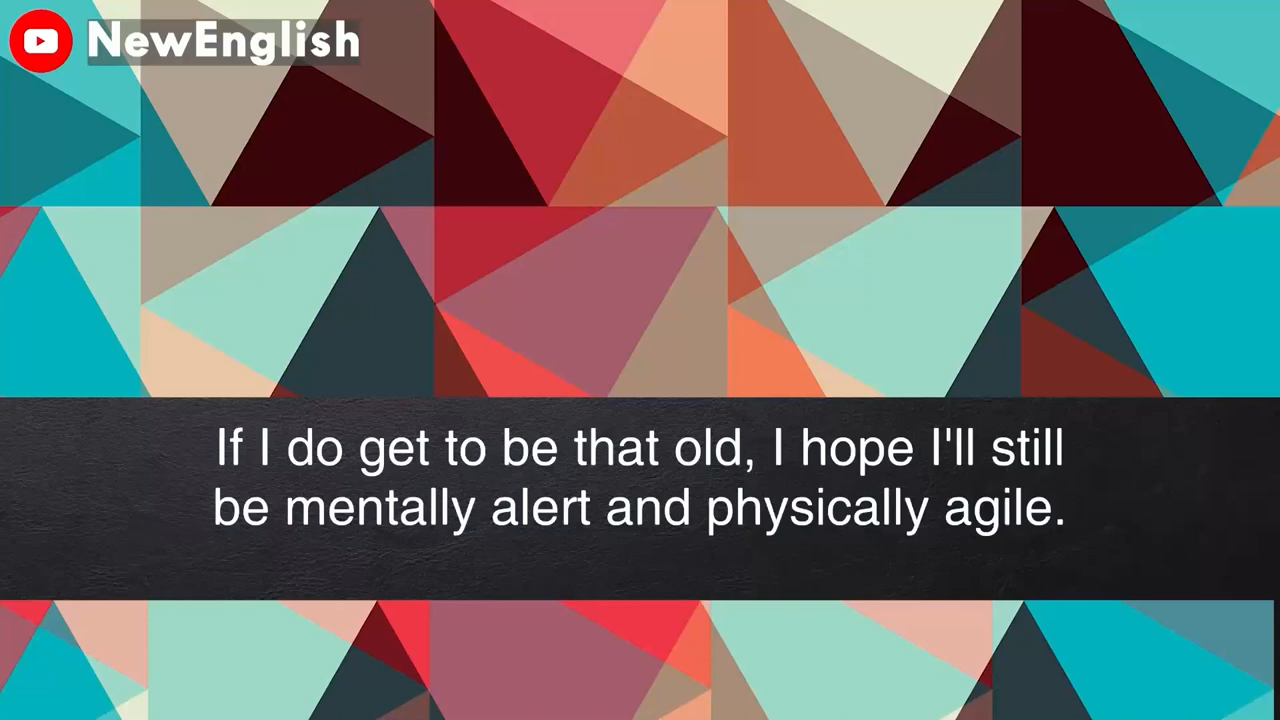 NewEnglish
If I do get to be that old, I hope I'll still
be mentally alert and physically agile.